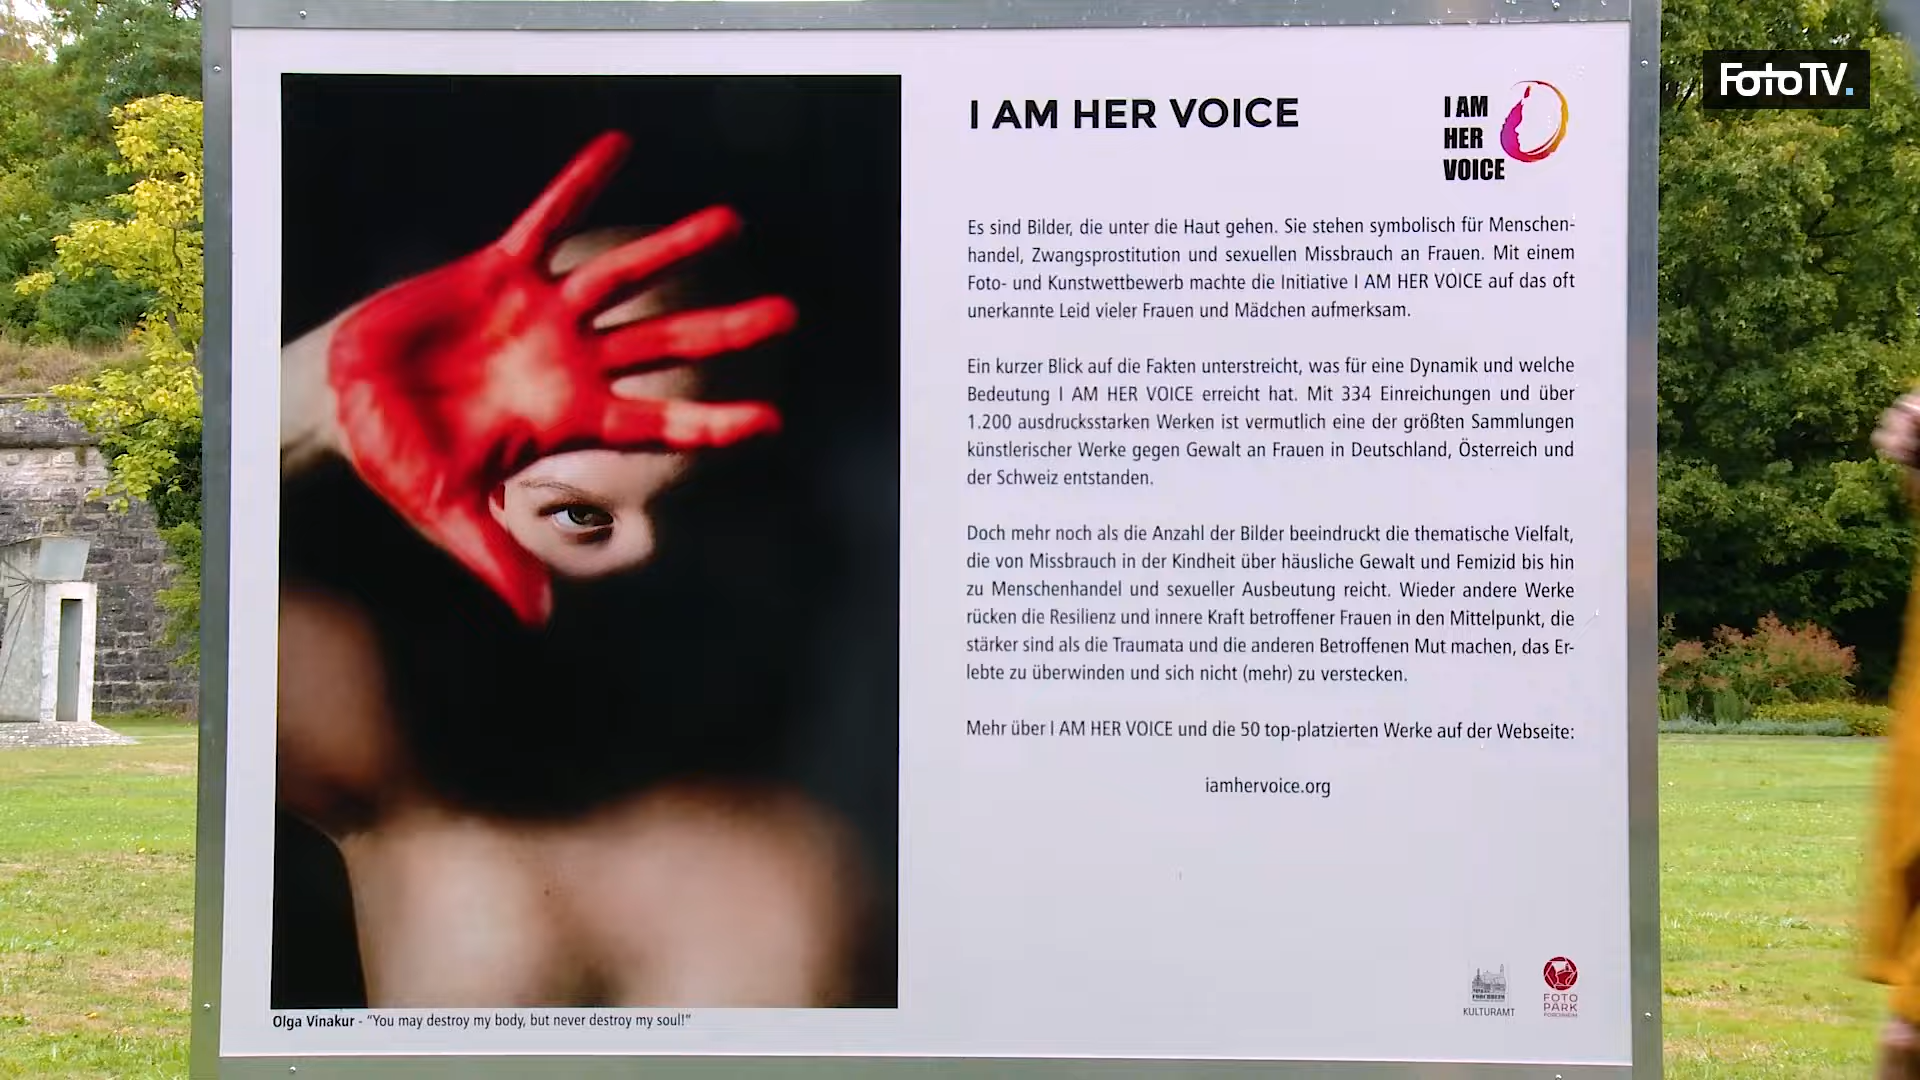 FotoTV.
I AM HER VOICE
I AM
HER
VOICE
Es sind Bilder, die unter die Haut gehen. Sie stehen symbolisch für Menschen-
handel, Zwangsprostitution und sexuellen Missbrauch an Frauen. Mit einem
Foto- und Kunstwettbewerb machte die Initiative I AM HER VOICE auf das oft
unerkannte Leid vieler Frauen und Mädchen aufmerksam.
Ein kurzer Blick auf die Fakten unterstreicht, was für eine Dynamik und welche
Bedeutung I AM HER VOICE erreicht hat. Mit 334 Einreichungen und über
1.200 ausdrucksstarken Werken ist vermutlich eine der größten Sammlungen
künstlerischer Werke gegen Gewalt an Frauen in Deutschland, Österreich und
der Schweiz entstanden.
Doch mehr noch als die Anzahl der Bilder beeindruckt die thematische Vielfalt,
die von Missbrauch in der Kindheit über häusliche Gewalt und Femizid bis hin
zu Menschenhandel und sexueller Ausbeutung reicht. Wieder andere Werke
rücken die Resilienz und innere Kraft betroffener Frauen in den Mittelpunkt, die
stärker sind als die Traumata und die anderen Betroffenen Mut machen, das Er-
lebte zu überwinden und sich nicht (mehr) zu verstecken.
Mehr über I AM HER VOICE und die 50 top-platzierten Werke auf der Webseite:
iamhervoice.org
Olga Vinakur - “You may destroy my body, but never destroy my soul!”
FORCHHEIM
KULTURAMT
FOTO
PARK
FORCHHEIM